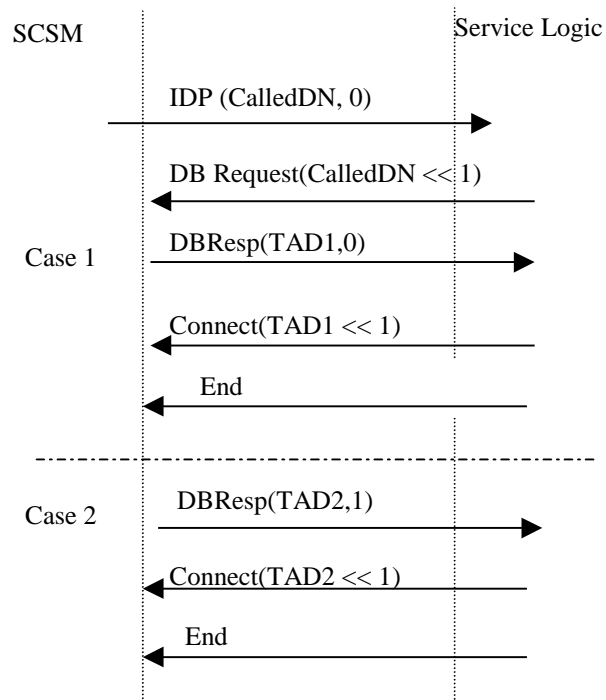 SCSM
Service Logic
IDP (CalledDN, 0)
DB Request(CalledDN << 1)
Case 1
DBResp(TAD1,0)
Connect(TAD1 << 1)
End
Case 2
DBResp(TAD2,1)
Connect(TAD2 << 1)
End